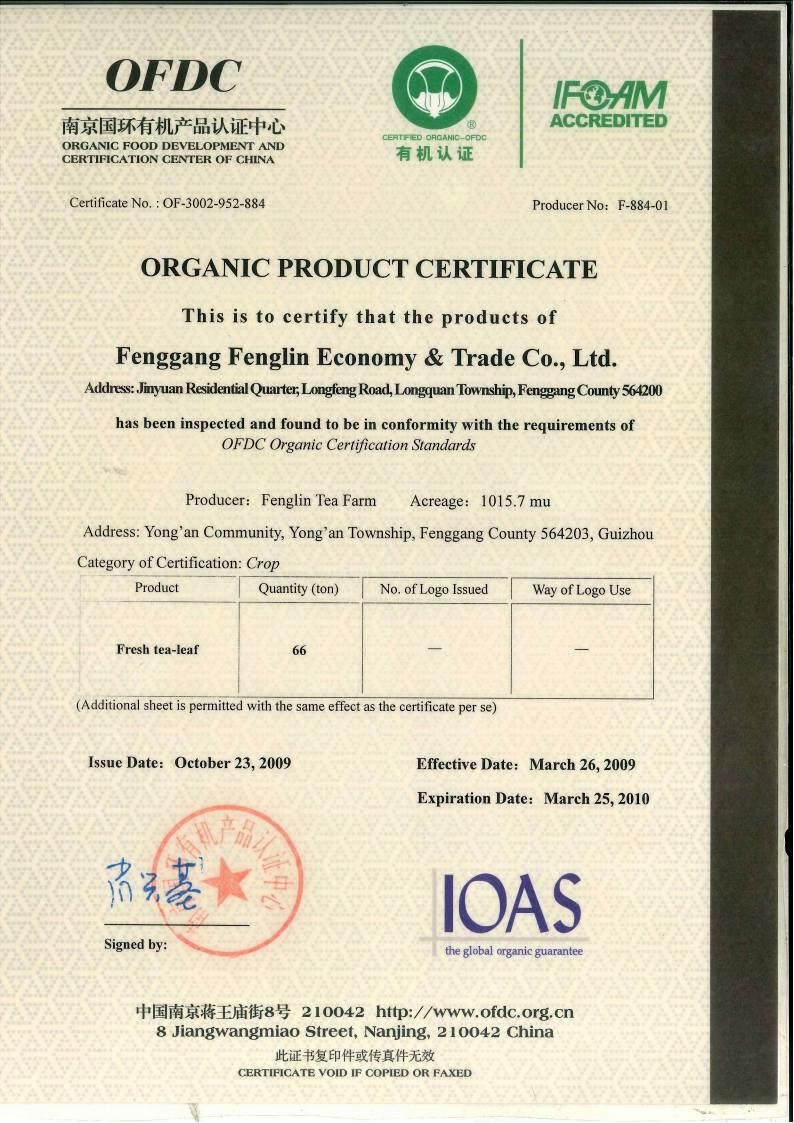 OFDC
南京国环有机产品认证中心
ORGANIC FOOD DEVELOPMENT AND
CERTIFICATION CENTER OF CHINA
®
CERTIFIED ORGANIC-OFDC
有机认证
IFOAM
ACCREDITED
Certificate No. : OF-3002-952-884
Producer No: F-884-01
ORGANIC PRODUCT CERTIFICATE
This is to certify that the products of
Fenggang Fenglin Economy & Trade Co., Ltd.
Address: Jinyuan Residential Quarter, Longfeng Road, Longquan Township, Fenggang County 564200
has been inspected and found to be in conformity with the requirements of
OFDC Organic Certification Standards
Producer: Fenglin Tea Farm Acreage: 1015.7 mu
Address: Yong'an Community, Yong'an Township, Fenggang County 564203, Guizhou
Category of Certification: Crop
Product Quantity (ton) No. of Logo Issued Way of Logo Use
Fresh tea-leaf 66 — —
(Additional sheet is permitted with the same effect as the certificate per se)
Issue Date: October 23, 2009
Effective Date: March 26, 2009
Expiration Date: March 25, 2010
有机产品认证中心
Signed by:
IOAS
the global organic guarantee
中国南京蒋王庙街8号 210042 http://www.ofdc.org.cn
8 Jiangwangmiao Street, Nanjing, 210042 China
此证书复印件或传真件无效
CERTIFICATE VOID IF COPIED OR FAXED